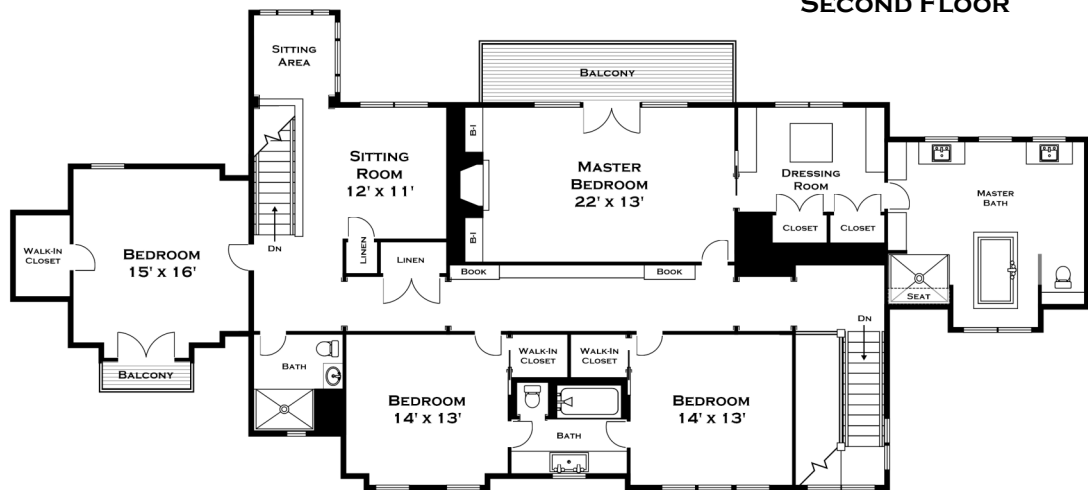 SECOND FLOOR
SITTING
AREA
BALCONY
B-I
SITTING
ROOM
12' X 11'
MASTER
BEDROOM
22' X 13'
DRESSING
ROOM
MASTER
BATH
WALK-IN
CLOSET
BEDROOM
15' X 16'
DN
LINEN
LINEN
B-I
CLOSET
CLOSET
BOOK
BOOK
SEAT
DN
BALCONY
BATH
WALK-IN
CLOSET
WALK-IN
CLOSET
BEDROOM
14' X 13'
BATH
BEDROOM
14' X 13'